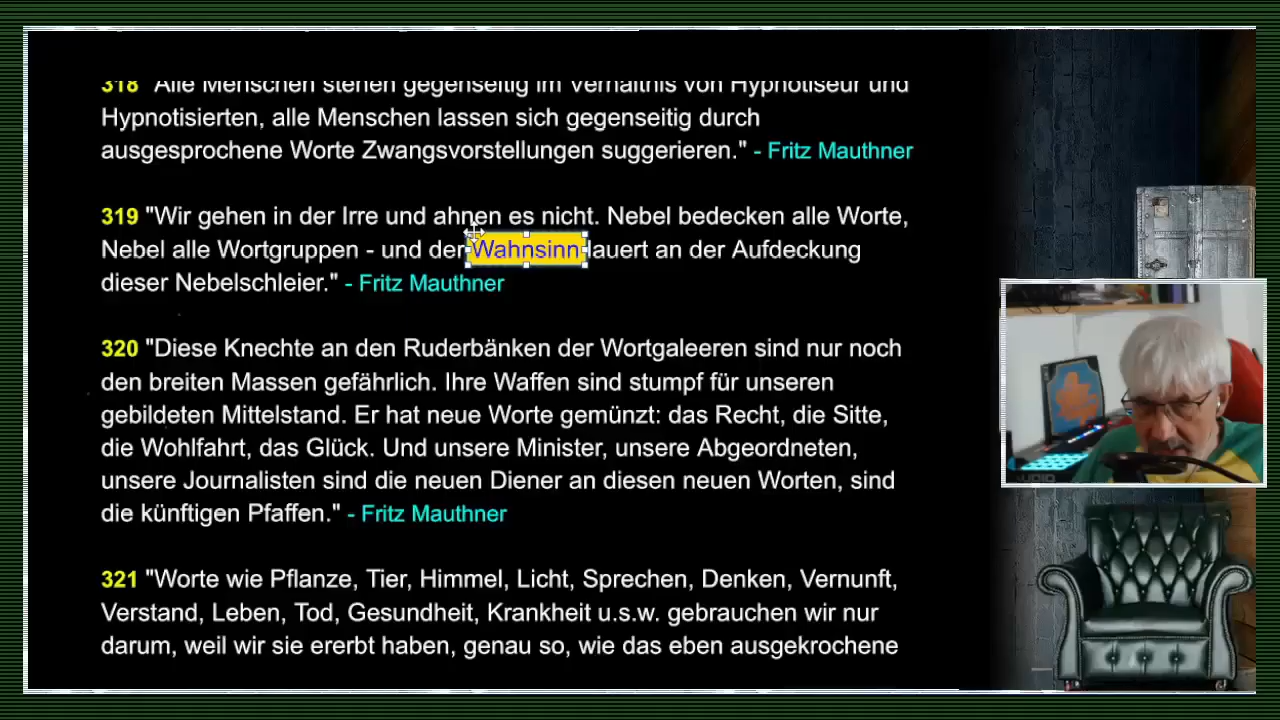 318 "Alle Menschen stehen gegenseitig im Verhältnis von Hypnotiseur und
Hypnotisierten, alle Menschen lassen sich gegenseitig durch
ausgesprochene Worte Zwangsvorstellungen suggerieren." - Fritz Mauthner
319 "Wir gehen in der Irre und ahnen es nicht. Nebel bedecken alle Worte,
Nebel alle Wortgruppen - und der Wahnsinn lauert an der Aufdeckung
dieser Nebelschleier." - Fritz Mauthner
320 "Diese Knechte an den Ruderbänken der Wortgaleeren sind nur noch
den breiten Massen gefährlich. Ihre Waffen sind stumpf für unseren
gebildeten Mittelstand. Er hat neue Worte gemünzt: das Recht, die Sitte,
die Wohlfahrt, das Glück. Und unsere Minister, unsere Abgeordneten,
unsere Journalisten sind die neuen Diener an diesen neuen Worten, sind
die künftigen Pfaffen." - Fritz Mauthner
321 "Worte wie Pflanze, Tier, Himmel, Licht, Sprechen, Denken, Vernunft,
Verstand, Leben, Tod, Gesundheit, Krankheit u.s.w. gebrauchen wir nur
darum, weil wir sie ererbt haben, genau so, wie das eben ausgekrochene